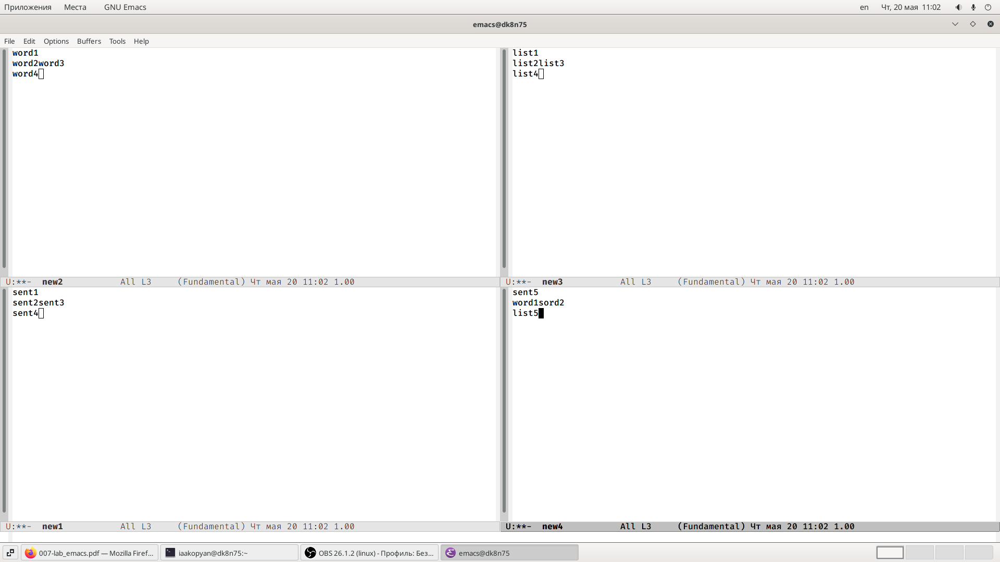 Приложения Места GNU Emacs en Чт, 20 мая 11:02
emacs@dk8n75
File Edit Options Buffers Tools Help
word1
word2word3
word4
U:**- new2 All L3 (Fundamental) Чт мая 20 11:02 1.00
list1
list2list3
list4
U:**- new3 All L3 (Fundamental) Чт мая 20 11:02 1.00
sent1
sent2sent3
sent4
U:**- new1 All L3 (Fundamental) Чт мая 20 11:02 1.00
sent5
word1sord2
list5
U:**- new4 All L3 (Fundamental) Чт мая 20 11:02 1.00
007-lab_emacs.pdf — Mozilla Firef... iaakopyan@dk8n75:~ OBS 26.1.2 (linux) - Профиль: Без... emacs@dk8n75